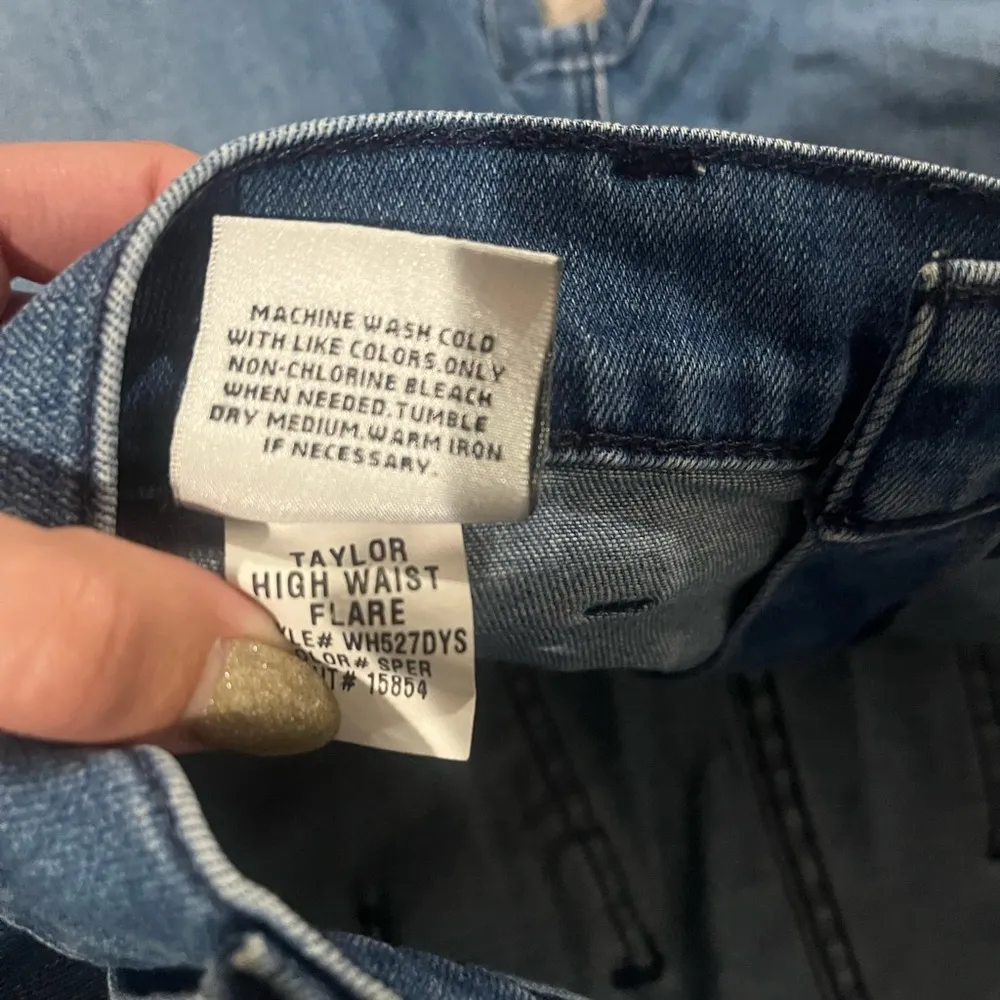 MACHINE WASH COLD
WITH LIKE COLORS.ONLY
NON-CHLORINE BLEACH
WHEN NEEDED.TUMBLE
DRY MEDIUM.WARM IRON
IF NECESSARY.
TAYLOR
HIGH WAIST
FLARE
YLE# WH527DYS
OLOR# SPER
UT# 15854